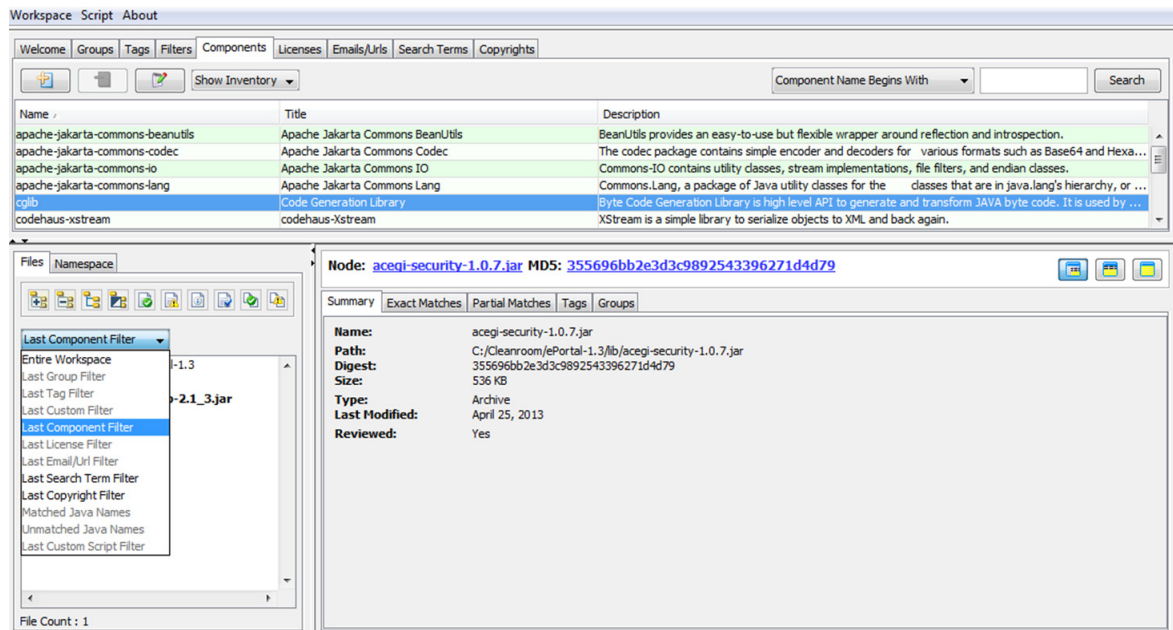 Workspace Script About
Welcome Groups Tags Filters Components Licenses Emails/Urls Search Terms Copyrights
Show Inventory Component Name Begins With Search
Name Title Description
apache-jakarta-commons-beanutils Apache Jakarta Commons BeanUtils BeanUtils provides an easy-to-use but flexible wrapper around reflection and introspection.
apache-jakarta-commons-codec Apache Jakarta Commons Codec The codec package contains simple encoder and decoders for various formats such as Base64 and Hexa...
apache-jakarta-commons-io Apache Jakarta Commons IO Commons-IO contains utility classes, stream implementations, file filters, and endian classes.
apache-jakarta-commons-lang Apache Jakarta Commons Lang Commons.Lang, a package of Java utility classes for the classes that are in java.lang's hierarchy, or ...
cglib Code Generation Library Byte Code Generation Library is high level API to generate and transform JAVA byte code. It is used by ...
codehaus-xstream codehaus-Xstream XStream is a simple library to serialize objects to XML and back again.
Files Namespace
Last Component Filter
Entire Workspace
l-1.3
Last Group Filter
Last Tag Filter
o-2.1_3.jar
Last Custom Filter
Last Component Filter
Last License Filter
Last Email/Url Filter
Last Search Term Filter
Last Copyright Filter
Matched Java Names
Unmatched Java Names
Last Custom Script Filter
File Count : 1
Node: acegi-security-1.0.7.jar MD5: 355696bb2e3d3c9892543396271d4d79
Summary Exact Matches Partial Matches Tags Groups
Name: acegi-security-1.0.7.jar
Path: C:/Cleanroom/ePortal-1.3/lib/acegi-security-1.0.7.jar
Digest: 355696bb2e3d3c9892543396271d4d79
Size: 536 KB
Type: Archive
Last Modified: April 25, 2013
Reviewed: Yes